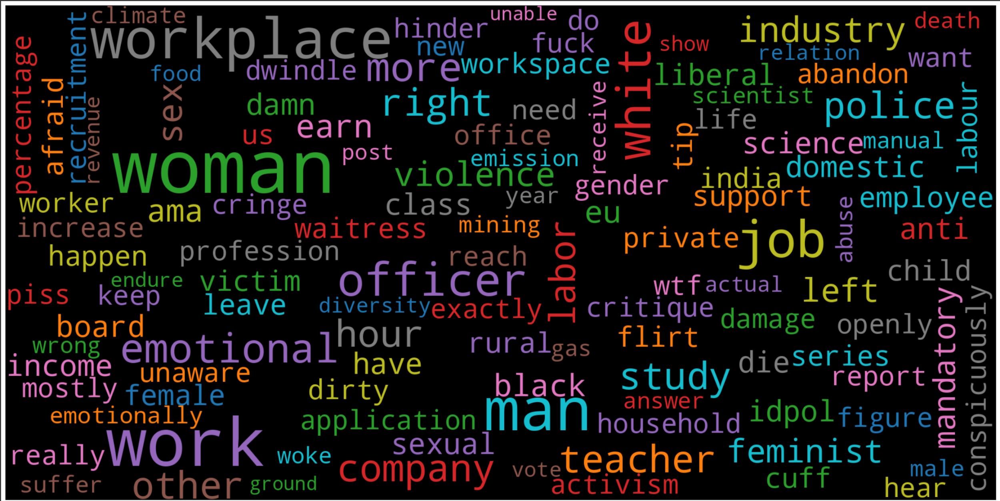 climate
unable
do
workplace
hinder
industry
death
recruitment
percentage
new
fuck
white
show
relation
want
food
dwindle
more
workspace
liberal
abandon
afraid
sex
revenue
damn
right
need
receive
scientist
police
labour
life
us
earn
office
tip
science
manual
woman
post
emission
domestic
violence
gender
india
worker
ama
cringe
class
year
eu
support
abuse
employee
increase
waitress
mining
labor
private
job
anti
happen
profession
reach
child
endure
victim
officer
wtf
actual
left
piss
keep
leave
diversity
exactly
critique
mandatory
conspicuously
board
hour
damage
openly
wrong
emotional
rural
gas
flirt
income
unaware
have
die
series
mostly
female
dirty
black
study
report
emotionally
application
man
answer
household
idpol
figure
work
really
woke
sexual
teacher
feminist
company
vote
male
suffer
other
ground
activism
cuff
hear